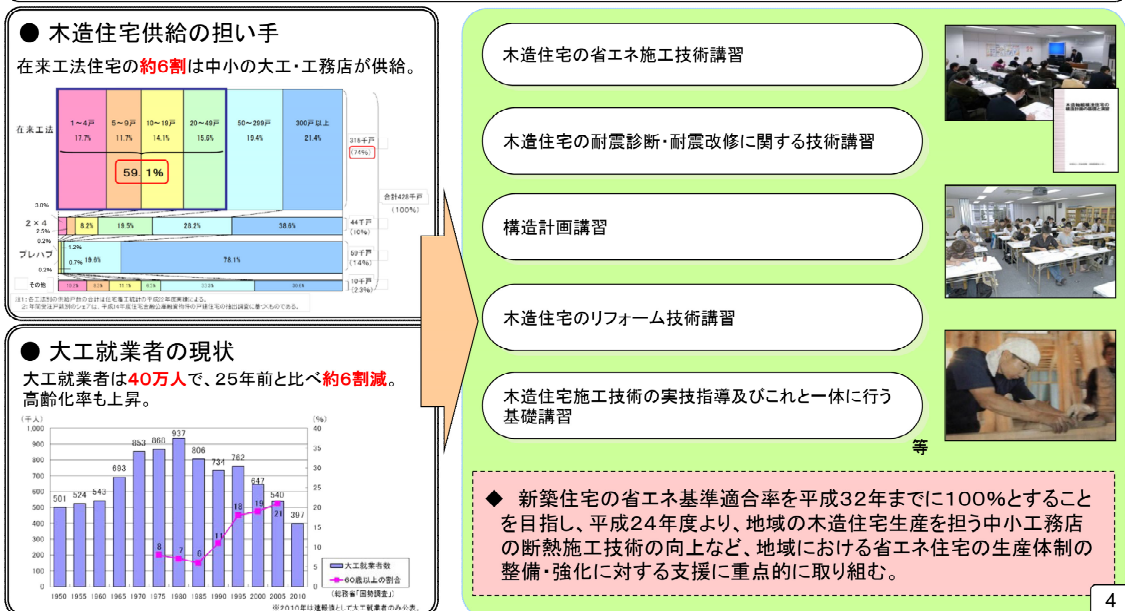 ● 木造住宅供給の担い手
在来工法住宅の約6割は中小の大工・工務店が供給。
在来工法
1～4戸
17.7%
5～9戸
11.7%
10～19戸
14.1%
20～49戸
15.6%
50～299戸
19.4%
300戸以上
21.4%
59.1%
316千戸
(74%)
合計428千戸
(100%)
3.0%
2×4
2.5%
8.2%
18.5%
28.2%
38.6%
44千戸
(10%)
0.2%
1.2%
プレハブ
0.7%
19.6%
78.1%
59千戸
(14%)
0.2%
その他
10千戸
(2.3%)
● 大工就業者の現状
大工就業者は40万人で、25年前と比べ約6割減。
高齢化率も上昇。
(千人)
(%)
1,000
900
800
700
600
500
400
300
200
100
0
40
35
30
25
20
15
10
5
0
501
524
543
693
853
860
937
806
734
762
647
540
397
8
7
6
11
18
19
21
1950 1955 1960 1965 1970 1975 1980 1985 1990 1995 2000 2005 2010
大工就業者数
60歳以上の割合
(総務省「国勢調査」)
※2010年は速報値として大工就業者のみ公表。
木造住宅の省エネ施工技術講習
木造住宅の耐震診断・耐震改修に関する技術講習
構造計画講習
木造住宅のリフォーム技術講習
木造住宅施工技術の実技指導及びこれと一体に行う
基礎講習
等
◆ 新築住宅の省エネ基準適合率を平成32年までに100%とすること
を目指し、平成24年度より、地域の木造住宅生産を担う中小工務店
の断熱施工技術の向上など、地域における省エネ住宅の生産体制の
整備・強化に対する支援に重点的に取り組む。
4